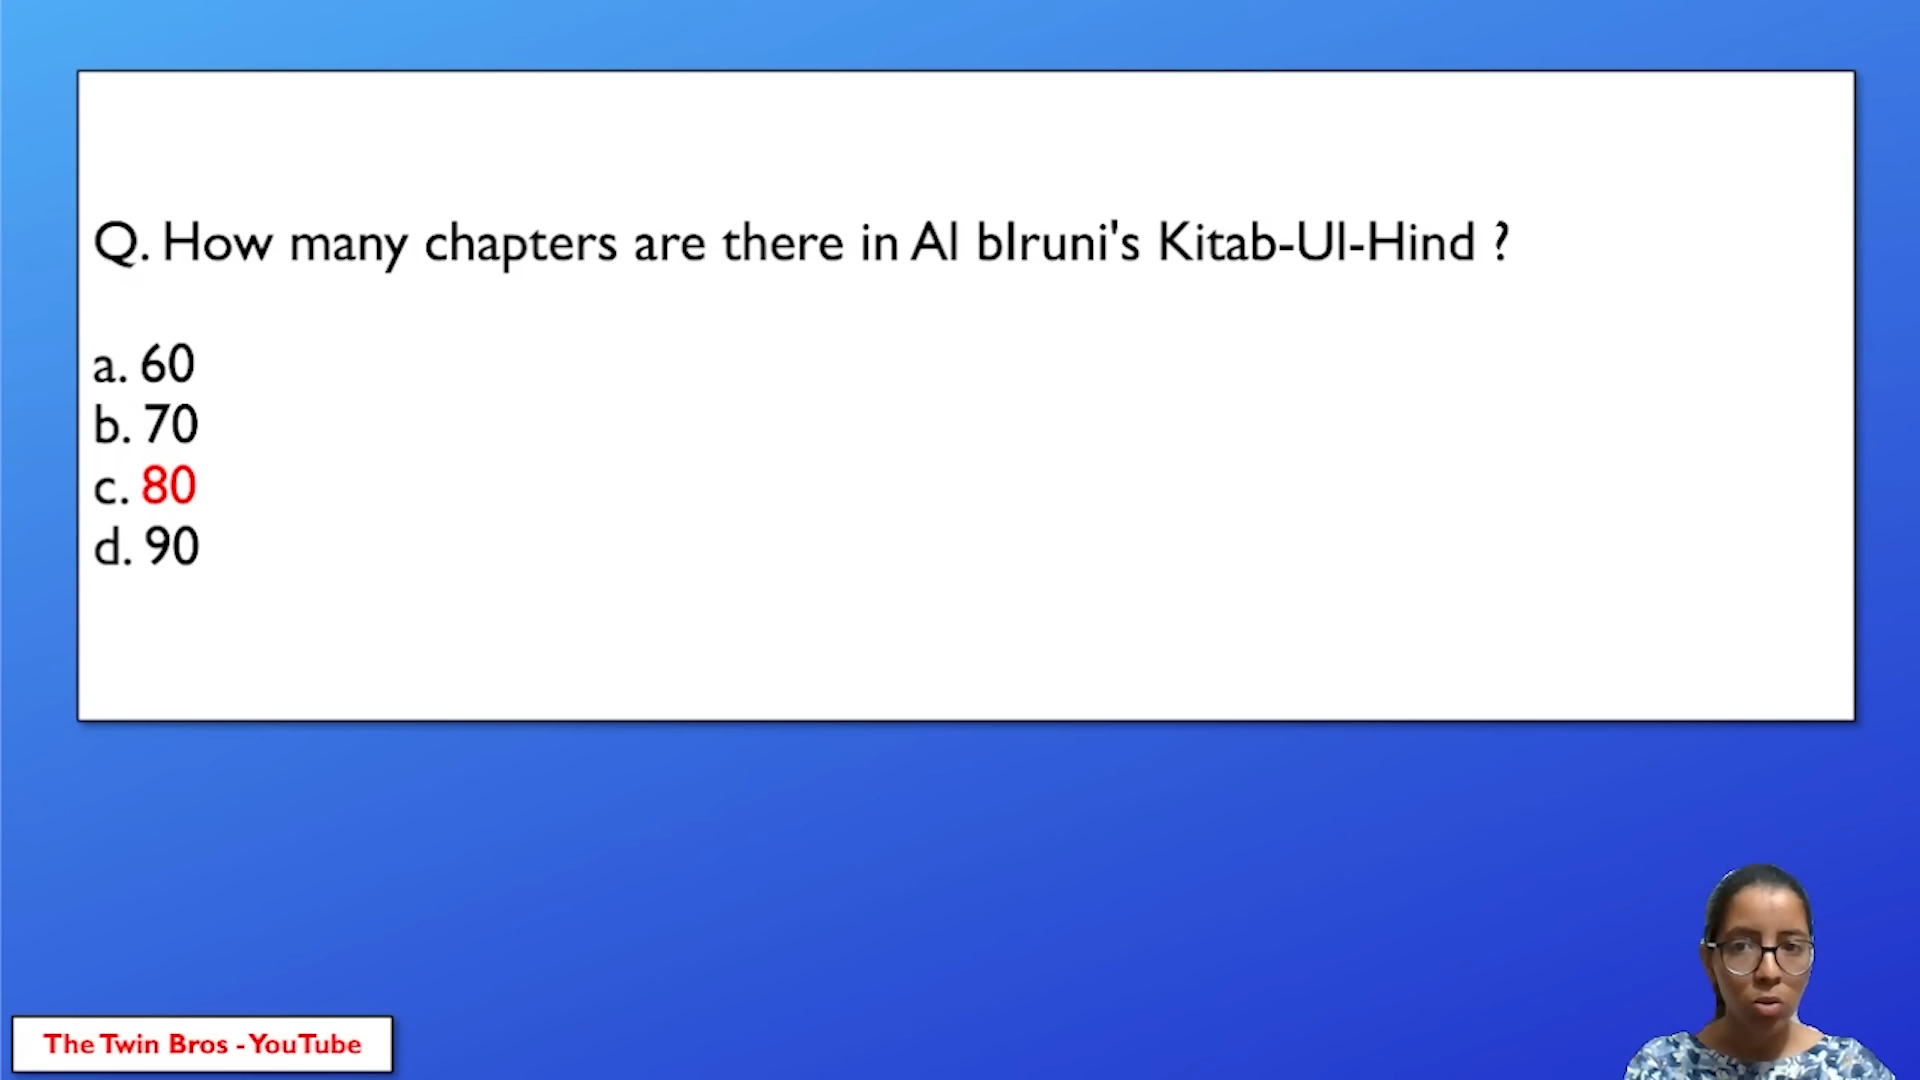 Q. How many chapters are there in Al bIruni's Kitab-Ul-Hind ?
a. 60
b. 70
c. 80
d. 90
The Twin Bros - YouTube